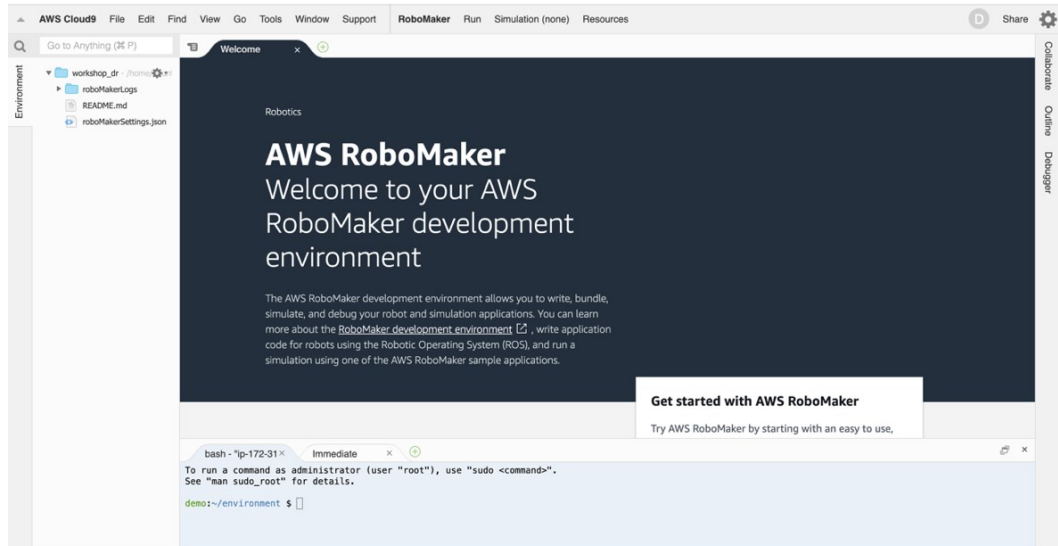 AWS Cloud9 File Edit Find View Go Tools Window Support RoboMaker Run Simulation (none) Resources D Share
Go to Anything (⌘ P)
Welcome
Environment
workshop_dr - /home/
roboMakerLogs
README.md
roboMakerSettings.json
Robotics
AWS RoboMaker
Welcome to your AWS
RoboMaker development
environment
The AWS RoboMaker development environment allows you to write, bundle,
simulate, and debug your robot and simulation applications. You can learn
more about the RoboMaker development environment , write application
code for robots using the Robotic Operating System (ROS), and run a
simulation using one of the AWS RoboMaker sample applications.
Get started with AWS RoboMaker
Try AWS RoboMaker by starting with an easy to use,
bash - "ip-172-31 Immediate
To run a command as administrator (user "root"), use "sudo <command>".
See "man sudo_root" for details.
demo:~/environment $
Collaborate
Outline
Debugger